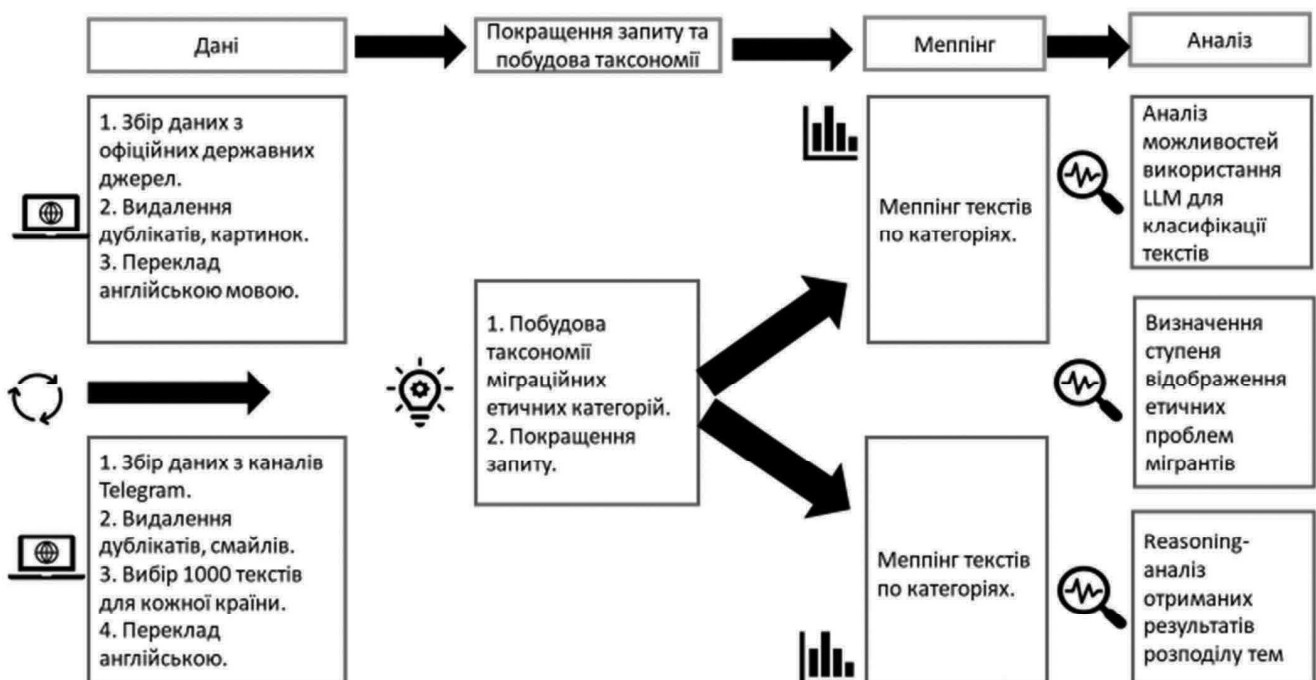 Дані
Покращення запиту та
побудова таксономії
Меппінг
Аналіз
1. Збір даних з
офіційних державних
джерел.
2. Видалення
дублікатів, картинок.
3. Переклад
англійською мовою.
1. Збір даних з каналів
Telegram.
2. Видалення
дублікатів, смайлів.
3. Вибір 1000 текстів
для кожної країни.
4. Переклад
англійською.
1. Побудова
таксономії
міграційних
етичних категорій.
2. Покращення
запиту.
Меппінг текстів
по категоріях.
Меппінг текстів
по категоріях.
Аналіз
можливостей
використання
LLM для
класифікації
текстів
Визначення
ступеня
відображення
етичних
проблем
мігрантів
Reasoning-
аналіз
отриманих
результатів
розподілу тем